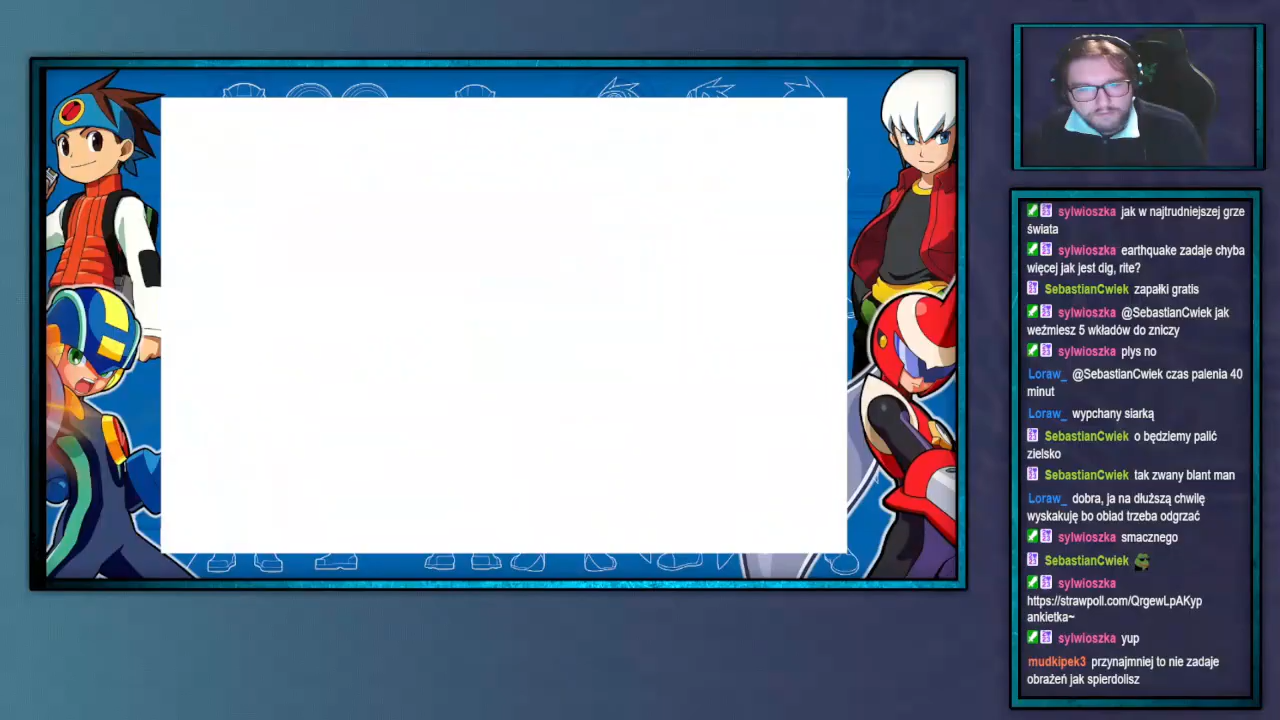 sylwioszka jak w najtrudniejszej grze
świata
sylwioszka earthquake zadaje chyba
więcej jak jest dig, rite?
SebastianCwiek zapałki gratis
sylwioszka @SebastianCwiek jak
weźmiesz 5 wkładów do zniczy
sylwioszka plys no
Loraw_ @SebastianCwiek czas palenia 40
minut
Loraw_ wypchany siarką
SebastianCwiek o będziemy palić
zielsko
SebastianCwiek tak zwany blant man
Loraw_ dobra, ja na dłuższą chwilę
wyskakuję bo obiad trzeba odgrzać
sylwioszka smacznego
SebastianCwiek
sylwioszka
https://strawpoll.com/QrgewLpAKyp
ankietka~
sylwioszka yup
mudkipek3 przynajmniej to nie zadaje
obrażeń jak spierdolisz